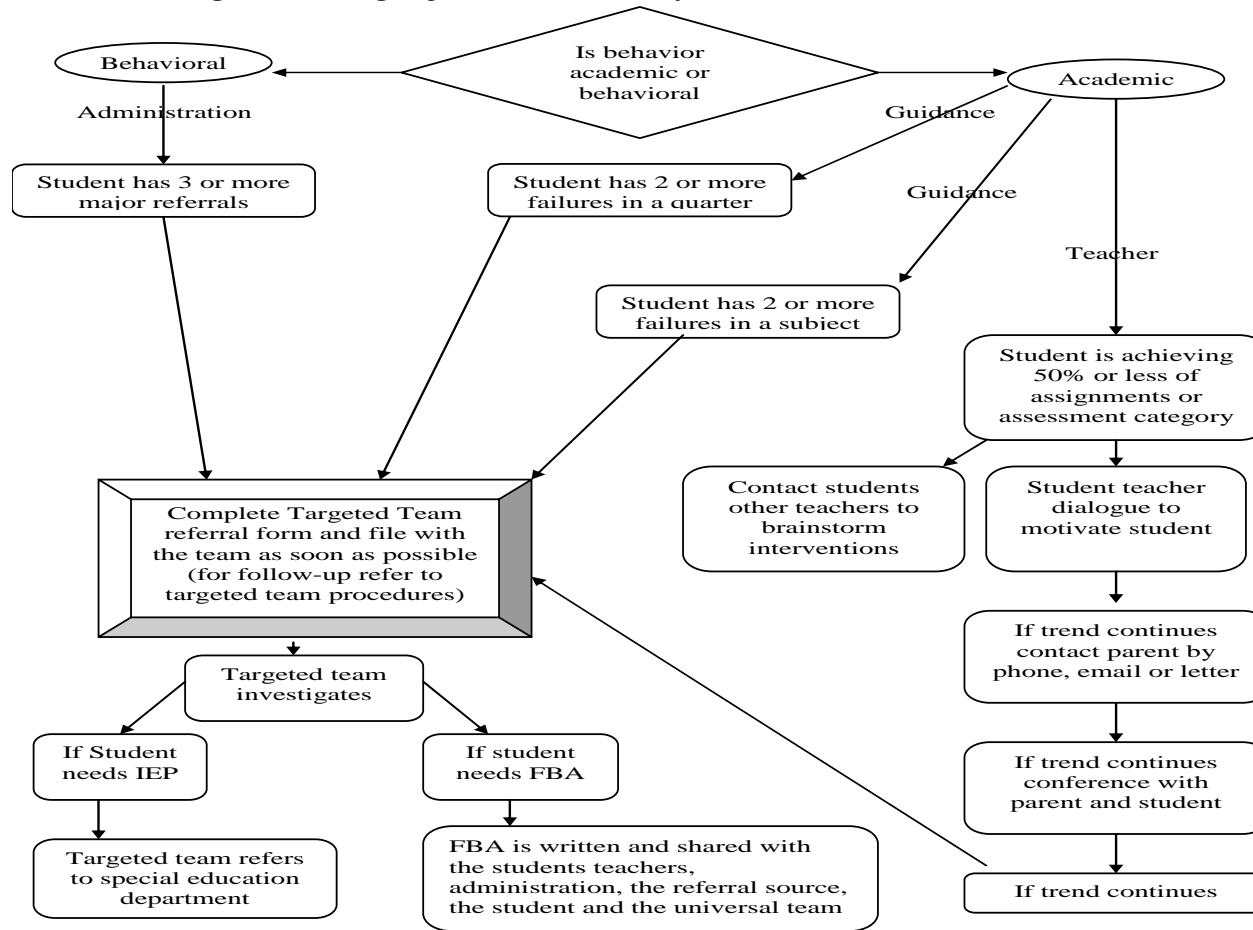 Is behavior
academic or
behavioral
Behavioral
Academic
Administration
Guidance
Guidance
Teacher
Student has 3 or more
major referrals
Student has 2 or more
failures in a quarter
Student has 2 or more
failures in a subject
Student is achieving
50% or less of
assignments or
assessment category
Contact students
other teachers to
brainstorm
interventions
Student teacher
dialogue to
motivate student
Complete Targeted Team
referral form and file with
the team as soon as possible
(for follow-up refer to
targeted team procedures)
If trend continues
contact parent by
phone, email or letter
Targeted team
investigates
If Student
needs IEP
If student
needs FBA
If trend continues
conference with
parent and student
Targeted team refers
to special education
department
FBA is written and shared with
the students teachers,
administration, the referral source,
the student and the universal team
If trend continues